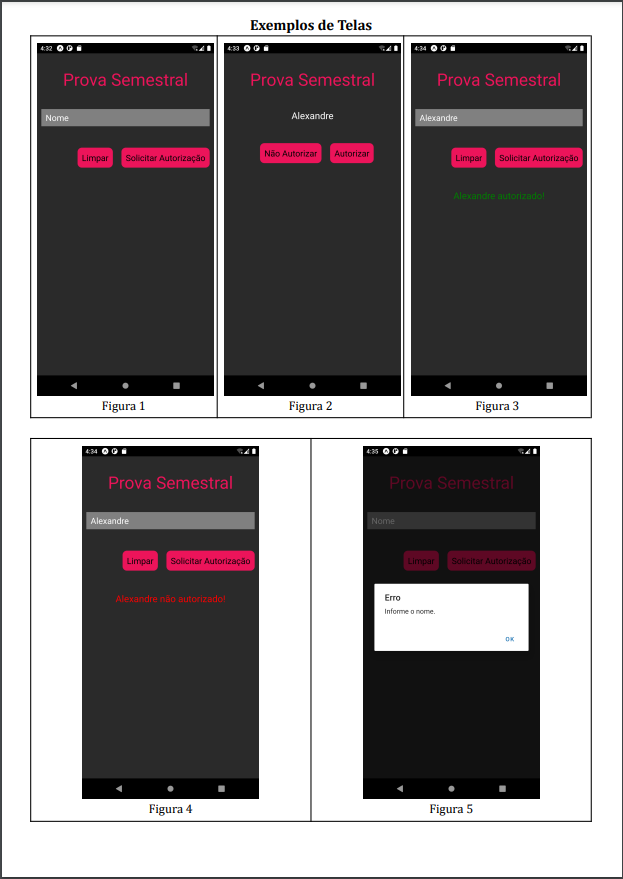 Exemplos de Telas
4:32
Prova Semestral
Nome
Limpar Solicitar Autorização
Figura 1
4:33
Prova Semestral
Alexandre
Não Autorizar Autorizar
Figura 2
4:34
Prova Semestral
Alexandre
Limpar Solicitar Autorização
Alexandre autorizado!
Figura 3
4:34
Prova Semestral
Alexandre
Limpar Solicitar Autorização
Alexandre não autorizado!
Figura 4
4:35
Prova Semestral
Nome
Limpar Solicitar Autorização
Erro
Informe o nome.
OK
Figura 5